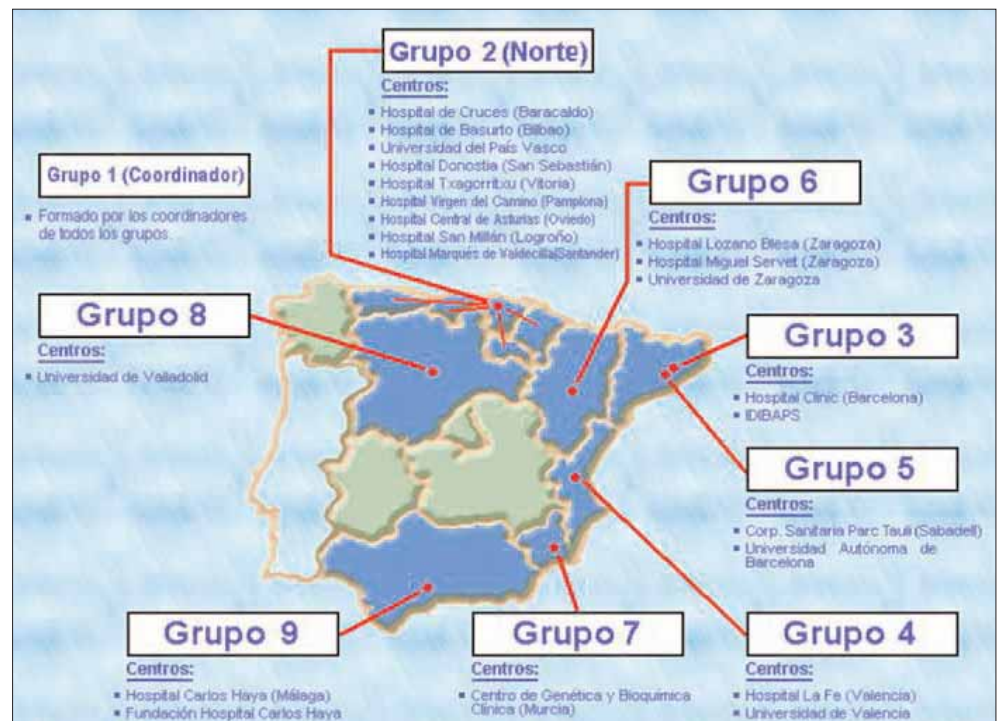 Grupo 2 (Norte)
Centros:
▪ Hospital de Cruces (Baracaldo)
▪ Hospital de Basurto (Bilbao)
▪ Universidad del País Vasco
▪ Hospital Donostia (San Sebastián)
▪ Hospital Txagorritxu (Vitoria)
▪ Hospital Virgen del Camino (Pamplona)
▪ Hospital Central de Asturias (Oviedo)
▪ Hospital San Millán (Logroño)
▪ Hospital Marqués de Valdecilla(Santander)
Grupo 1 (Coordinador)
▪ Formado por los coordinadores
de todos los grupos.
Grupo 6
Centros:
▪ Hospital Lozano Blesa (Zaragoza)
▪ Hospital Miguel Servet (Zaragoza)
▪ Universidad de Zaragoza
Grupo 8
Centros:
▪ Universidad de Valladolid
Grupo 3
Centros:
▪ Hospital Clínic (Barcelona)
▪ IDIBAPS
Grupo 5
Centros:
▪ Corp. Sanitaria Parc Taulí (Sabadell)
▪ Universidad Autónoma de
Barcelona
Grupo 9
Centros:
▪ Hospital Carlos Haya (Málaga)
▪ Fundación Hospital Carlos Haya
Grupo 7
Centros:
▪ Centro de Genética y Bioquímica
Clínica (Murcia)
Grupo 4
Centros:
▪ Hospital La Fe (Valencia)
▪ Universidad de Valencia